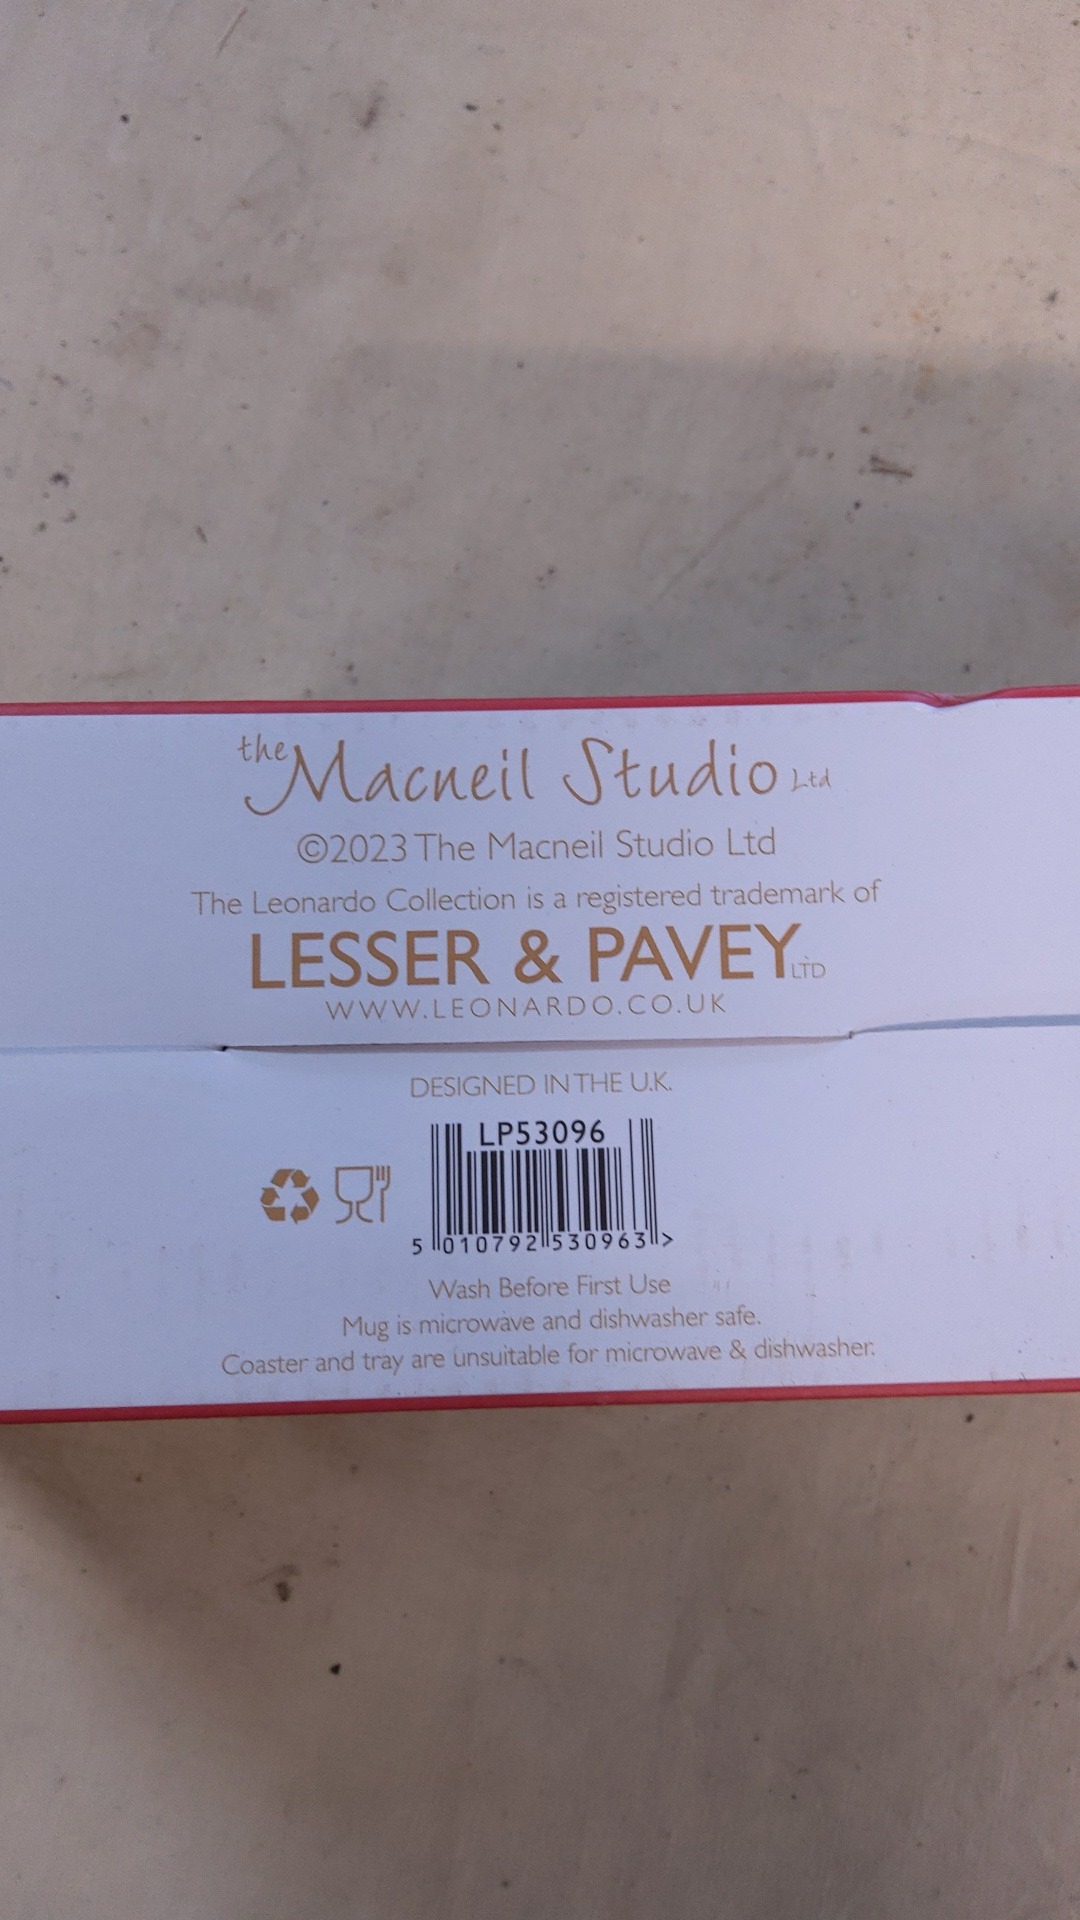 the Macneil Studio Ltd
©2023 The Macneil Studio Ltd
The Leonardo Collection is a registered trademark of
LESSER & PAVEY LTD
WWW.LEONARDO.CO.UK
DESIGNED IN THE U.K.
LP53096
5 010792 530963 >
Wash Before First Use
Mug is microwave and dishwasher safe.
Coaster and tray are unsuitable for microwave & dishwasher.